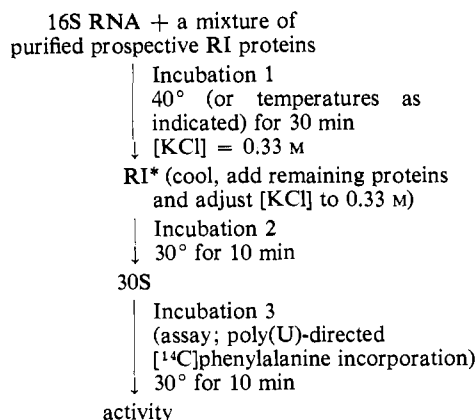 16S RNA + a mixture of
purified prospective RI proteins
Incubation 1
40° (or temperatures as
indicated) for 30 min
[KCl] = 0.33 M
RI* (cool, add remaining proteins
and adjust [KCl] to 0.33 M)
Incubation 2
30° for 10 min
30S
Incubation 3
(assay; poly(U)-directed
[¹⁴C]phenylalanine incorporation)
30° for 10 min
activity